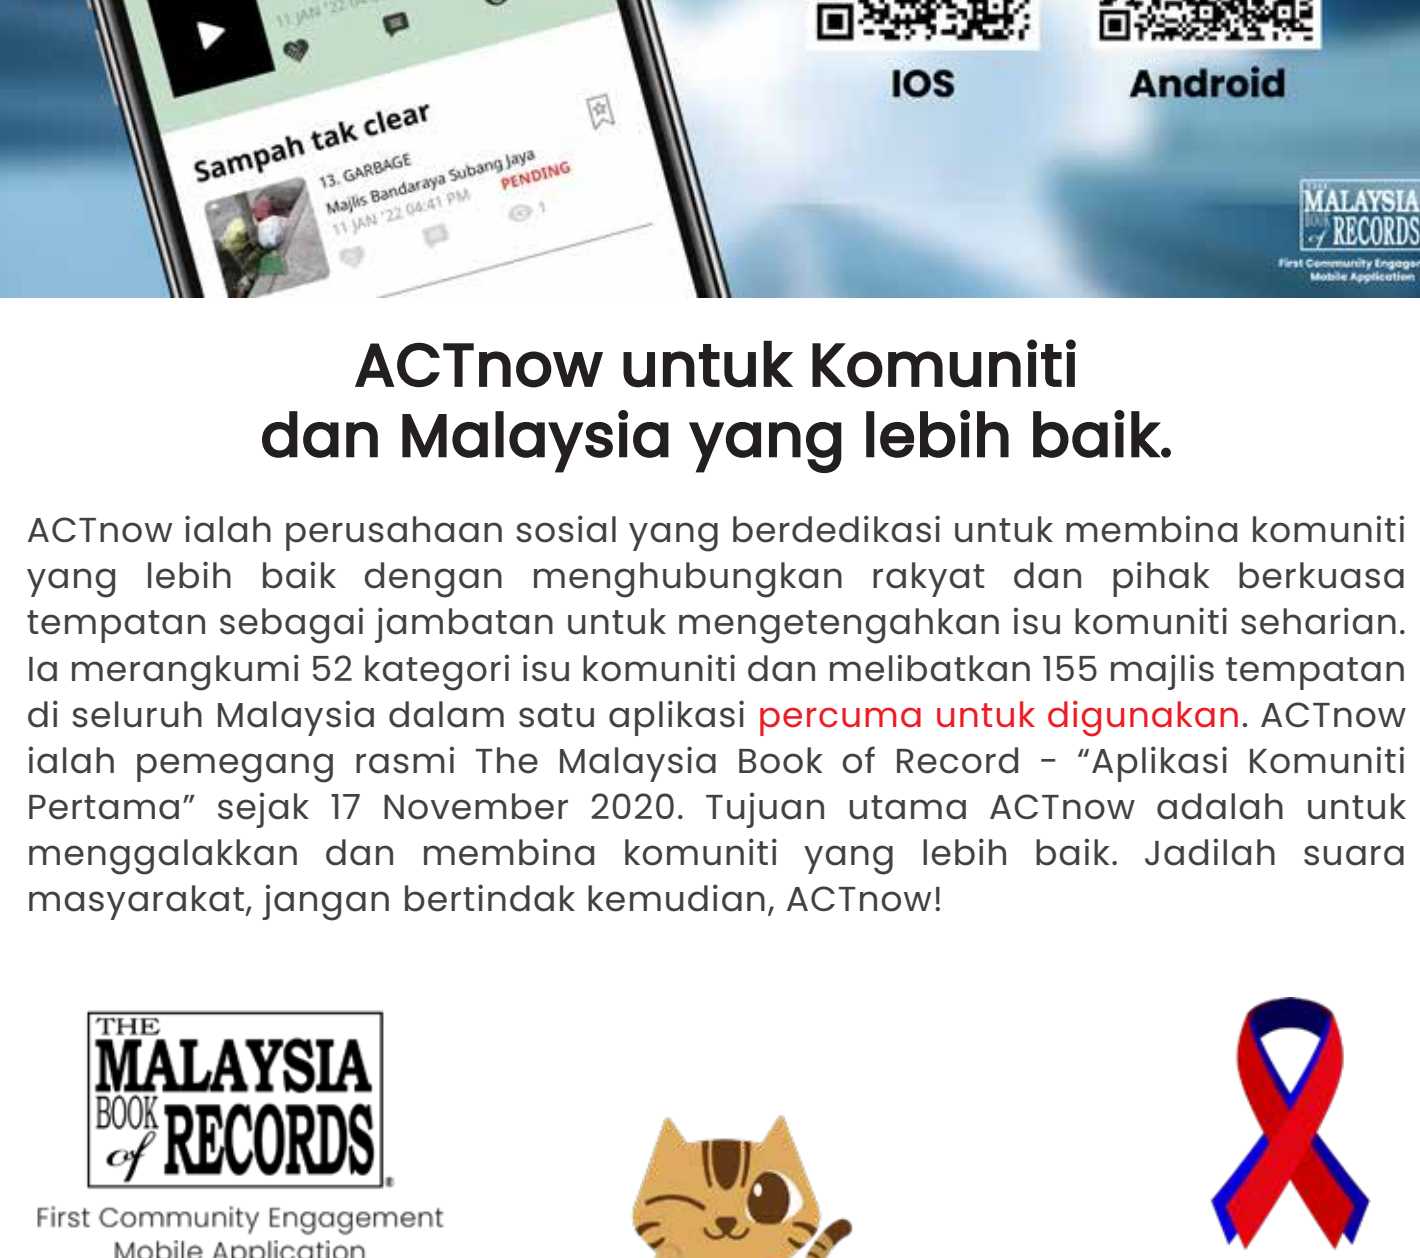 11 JAN '22
Sampah tak clear
13. GARBAGE
Majlis Bandaraya Subang Jaya
11 JAN '22 04:41 PM
PENDING
1
IOS
Android
MALAYSIA
BOOK
of RECORDS
First Community Engage
Mobile Application
ACTnow untuk Komuniti
dan Malaysia yang lebih baik.
ACTnow ialah perusahaan sosial yang berdedikasi untuk membina komuniti
yang lebih baik dengan menghubungkan rakyat dan pihak berkuasa
tempatan sebagai jambatan untuk mengetengahkan isu komuniti seharian.
Ia merangkumi 52 kategori isu komuniti dan melibatkan 155 majlis tempatan
di seluruh Malaysia dalam satu aplikasi percuma untuk digunakan. ACTnow
ialah pemegang rasmi The Malaysia Book of Record - “Aplikasi Komuniti
Pertama” sejak 17 November 2020. Tujuan utama ACTnow adalah untuk
menggalakkan dan membina komuniti yang lebih baik. Jadilah suara
masyarakat, jangan bertindak kemudian, ACTnow!
THE
MALAYSIA
BOOK
of RECORDS
®
First Community Engagement
Mobile Application